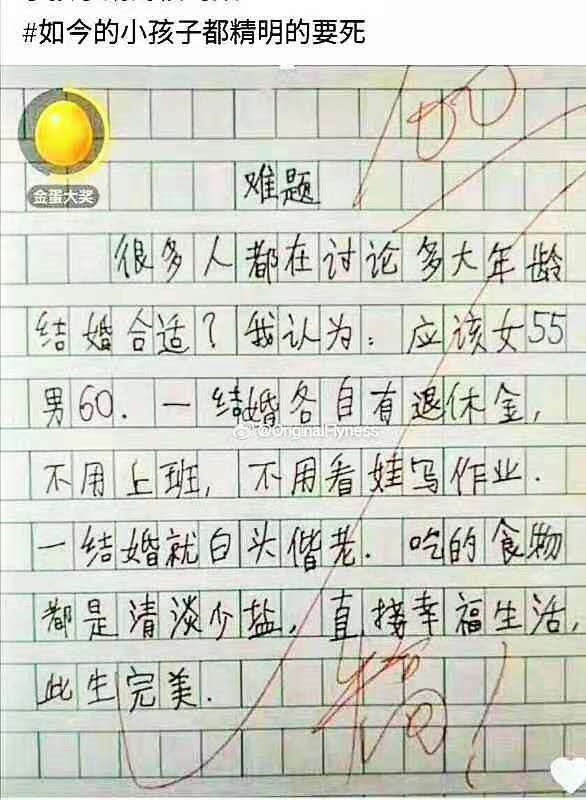 #如今的小孩子都精明的要死
金蛋大奖
100
难题
很多人都在讨论多大年龄
结婚合适？我认为：应该女55
男60.一结婚各自有退休金，
@OriginalHyness
不用上班，不用看娃写作业.
一结婚就白头偕老.吃的食物
都是清淡少盐，直接幸福生活，
此生完美.
棒！